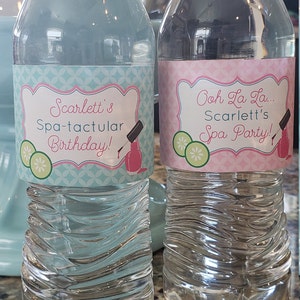 Scarlett's
Spa-tactular
Birthday!
Ooh La La...
Scarlett's
Spa Party!